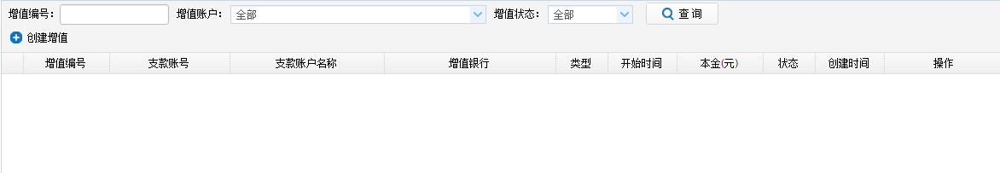 增值编号： 增值账户： 全部 增值状态： 全部 查 询
创建增值
增值编号 支款账号 支款账户名称 增值银行 类型 开始时间 本金(元) 状态 创建时间 操作